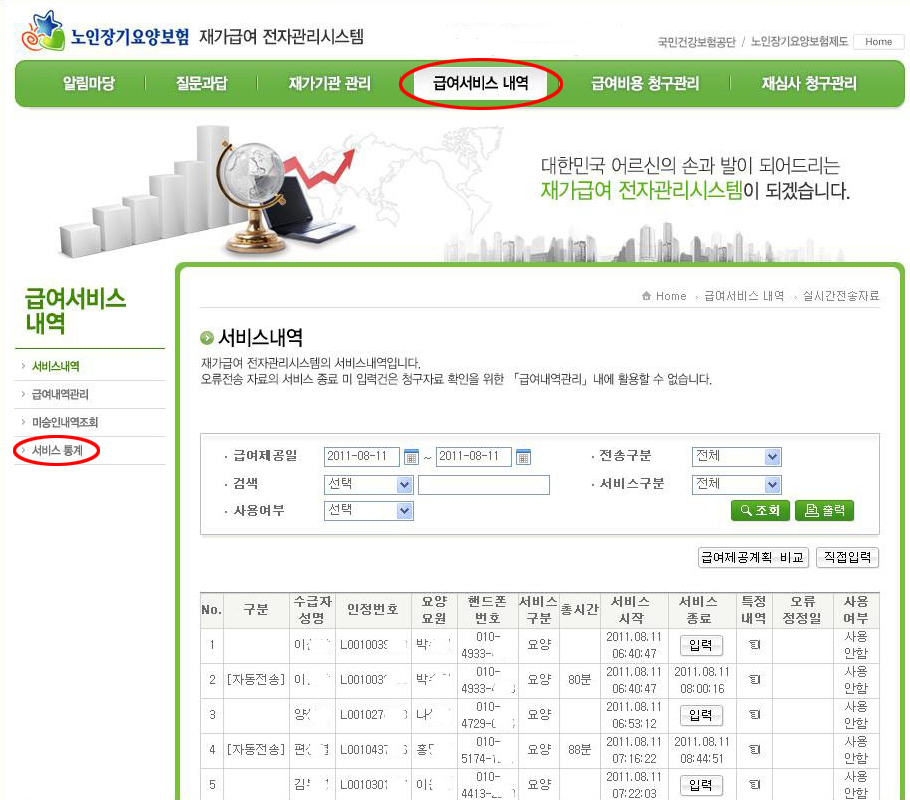 노인장기요양보험 재가급여 전자관리시스템
국민건강보험공단 / 노인장기요양보험제도 Home
알림마당 질문과답 재가기관 관리 급여서비스 내역 급여비용 청구관리 재심사 청구관리
대한민국 어르신의 손과 발이 되어드리는
재가급여 전자관리시스템이 되겠습니다.
급여서비스
내역
서비스내역
급여내역관리
미승인내역조회
서비스 통계
Home › 급여서비스 내역 › 실시간전송자료
서비스내역
재가급여 전자관리시스템의 서비스내역입니다.
오류전송 자료의 서비스 종료 미 입력건은 청구자료 확인을 위한 「급여내역관리」내에 활용할 수 없습니다.
· 급여제공일 2011-08-11 ~ 2011-08-11 · 전송구분 전체
· 검색 선택 · 서비스구분 전체
· 사용여부 선택 조회 출력
급여제공계획 비교 직접입력
No. 구분 수급자 성명 인정번호 요양 요원 핸드폰 번호 서비스 구분 총시간 서비스 시작 서비스 종료 특정 내역 오류 정정일 사용 여부
1 이 L0010039 박 010-4933- 요양 2011.08.11 06:40:47 입력 사용 안함
2 [자동전송] 이 L001003 박 010-4933- 요양 80분 2011.08.11 06:40:47 2011.08.11 08:00:16 사용 안함
3 양 L001027 나 010-4729- 요양 2011.08.11 06:53:12 입력 사용 안함
4 [자동전송] 편 L0010437 홍 010-5174- 요양 88분 2011.08.11 07:16:22 2011.08.11 08:44:51 사용 안함
5 김 L0010301 이 010-4413- 요양 2011.08.11 07:22:03 입력 사용 안함